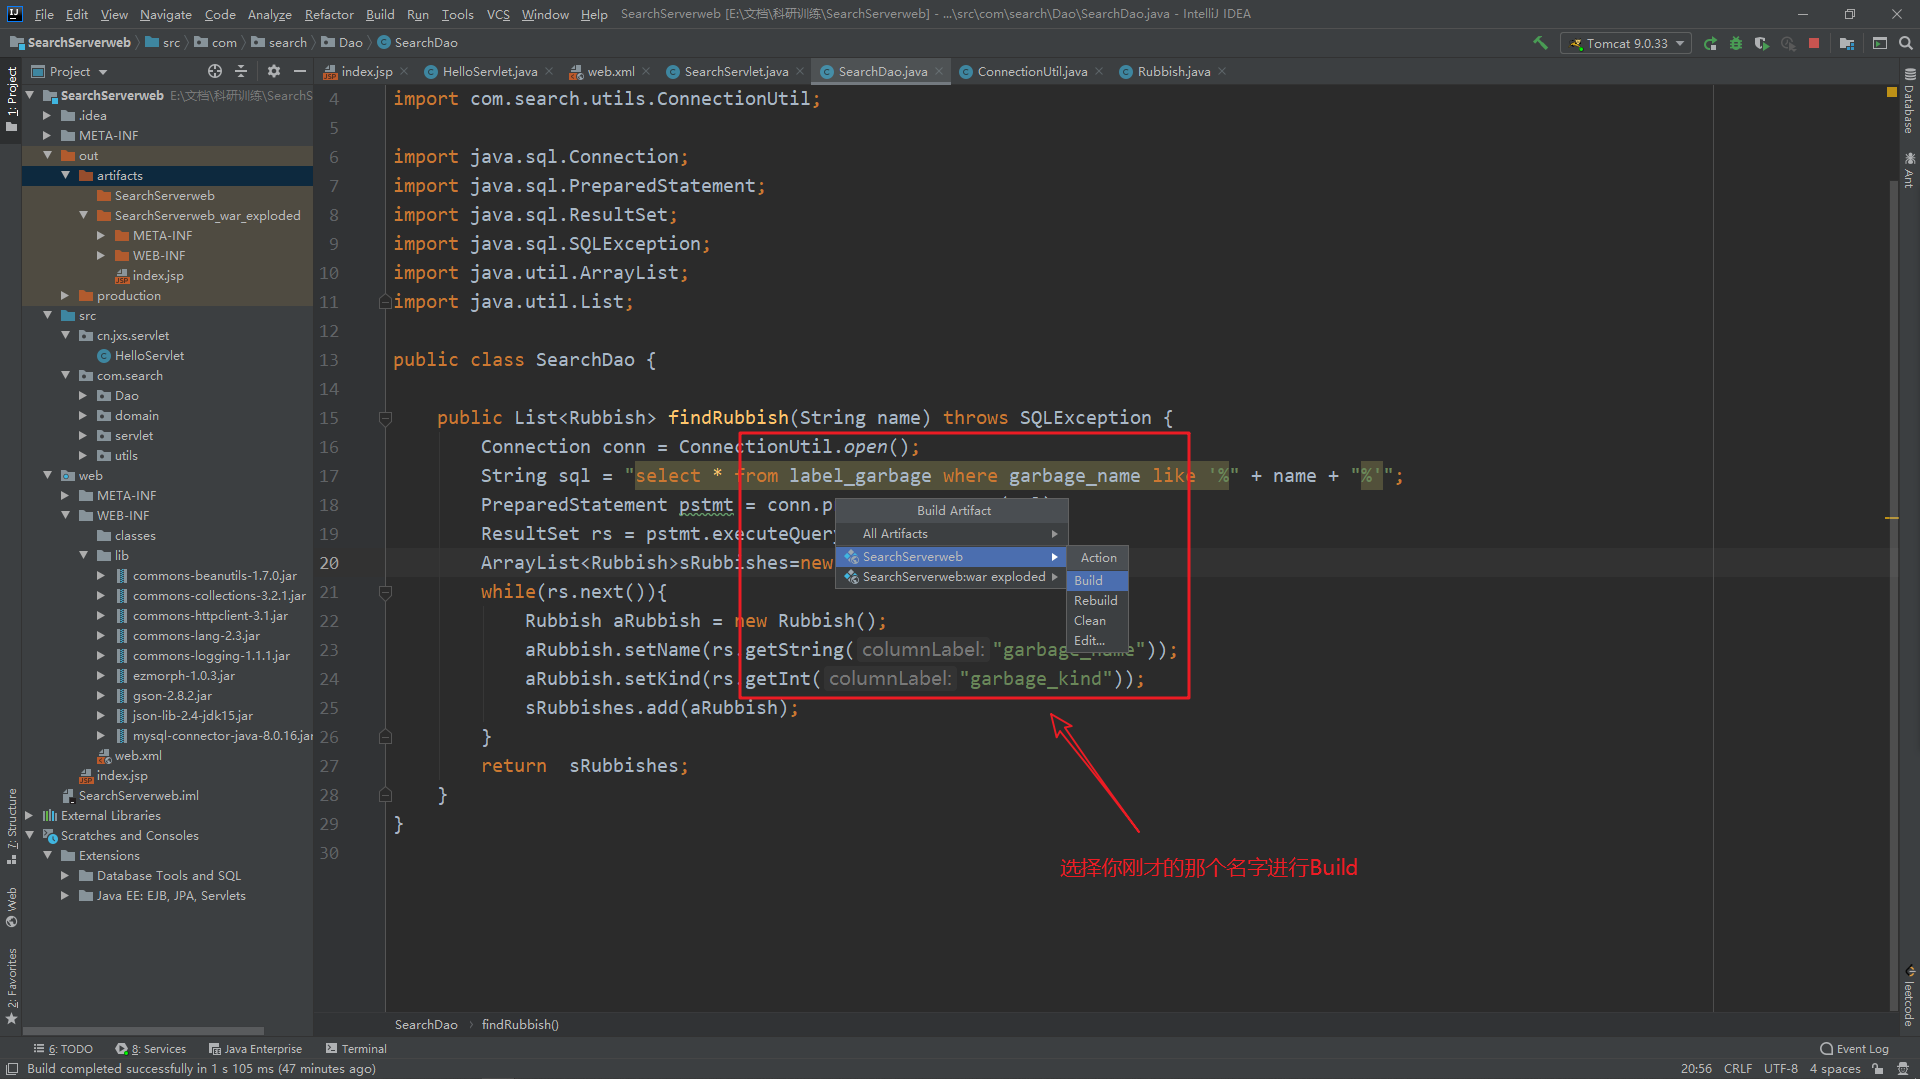 File Edit View Navigate Code Analyze Refactor Build Run Tools VCS Window Help SearchServerweb [E:\文档\科研训练\SearchServerweb] - ...\src\com\search\Dao\SearchDao.java - IntelliJ IDEA
SearchServerweb src com search Dao SearchDao Tomcat 9.0.33
Project index.jsp HelloServlet.java web.xml SearchServlet.java SearchDao.java ConnectionUtil.java Rubbish.java
1: Project
7: Structure
Web
2: Favorites
SearchServerweb E:\文档\科研训练\SearchS
.idea
META-INF
out
artifacts
SearchServerweb
SearchServerweb_war_exploded
META-INF
WEB-INF
index.jsp
production
src
cn.jxs.servlet
HelloServlet
com.search
Dao
domain
servlet
utils
web
META-INF
WEB-INF
classes
lib
commons-beanutils-1.7.0.jar
commons-collections-3.2.1.jar
commons-httpclient-3.1.jar
commons-lang-2.3.jar
commons-logging-1.1.1.jar
ezmorph-1.0.3.jar
gson-2.8.2.jar
json-lib-2.4-jdk15.jar
mysql-connector-java-8.0.16.jar
web.xml
index.jsp
SearchServerweb.iml
External Libraries
Scratches and Consoles
Extensions
Database Tools and SQL
Java EE: EJB, JPA, Servlets
4 import com.search.utils.ConnectionUtil;
5
6 import java.sql.Connection;
7 import java.sql.PreparedStatement;
8 import java.sql.ResultSet;
9 import java.sql.SQLException;
10 import java.util.ArrayList;
11 import java.util.List;
12
13 public class SearchDao {
14
15 public List<Rubbish> findRubbish(String name) throws SQLException {
16 Connection conn = ConnectionUtil.open();
17 String sql = "select * from label_garbage where garbage_name like '%" + name + "%'";
18 PreparedStatement pstmt = conn.p
19 ResultSet rs = pstmt.executeQuery
20 ArrayList<Rubbish>sRubbishes=new
21 while(rs.next()){
22 Rubbish aRubbish = new Rubbish();
23 aRubbish.setName(rs.getString( columnLabel: "garbage_name"));
24 aRubbish.setKind(rs.getInt( columnLabel: "garbage_kind"));
25 sRubbishes.add(aRubbish);
26 }
27 return sRubbishes;
28 }
29 }
30
Build Artifact
All Artifacts
SearchServerweb
SearchServerweb:war exploded
Action
Build
Rebuild
Clean
Edit...
选择你刚才的那个名字进行Build
Database
Ant
leetcode
SearchDao findRubbish()
6: TODO 8: Services Java Enterprise Terminal Event Log
Build completed successfully in 1 s 105 ms (47 minutes ago) 20:56 CRLF UTF-8 4 spaces